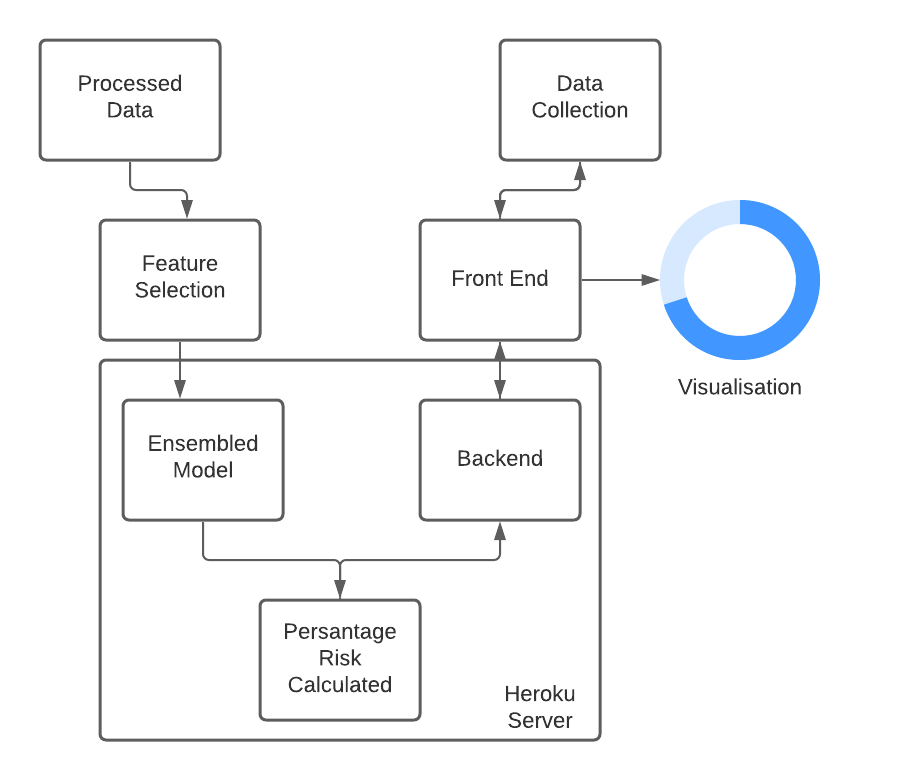 Processed
Data
Data
Collection
Feature
Selection
Front End
Visualisation
Ensembled
Model
Backend
Persantage
Risk
Calculated
Heroku
Server